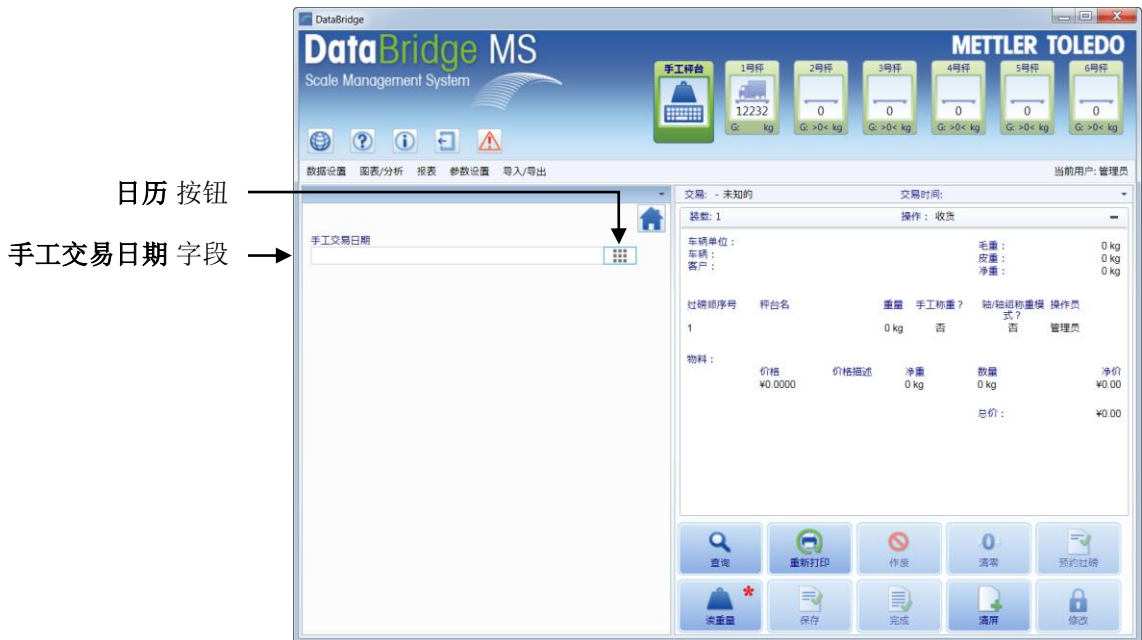 DataBridge
DataBridge MS
Scale Management System
METTLER TOLEDO
手工秤台 1号秤 2号秤 3号秤 4号秤 5号秤 6号秤
12232 0 0 0 0 0
G: kg G: >0< kg G: >0< kg G: >0< kg G: >0< kg G: >0< kg
数据设置 图表/分析 报表 参数设置 导入/导出 当前用户: 管理员
日历 按钮
手工交易日期 字段
手工交易日期
交易: - 未知的 交易时间:
装载: 1 操作： 收货
车辆单位： 毛重： 0 kg
车辆： 皮重： 0 kg
客户： 净重： 0 kg
过磅顺序号 秤台名 重量 手工称重？ 轴/轴组称重模式？ 操作员
1 0 kg 否 否 管理员
物料：
价格 价格描述 净重 数量 净价
¥0.0000 0 kg 0 kg ¥0.00
总价： ¥0.00
查询 重新打印 作废 清零 预约过磅
读重量 保存 完成 清屏 修改